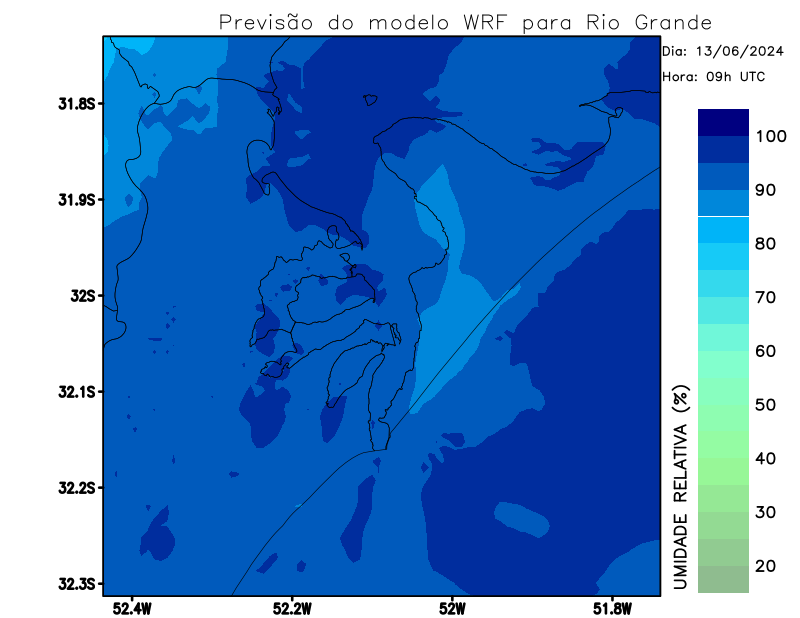 Previsão do modelo WRF para Rio Grande
Dia: 13/06/2024
Hora: 09h UTC
31.8S
31.9S
32S
32.1S
32.2S
32.3S
52.4W
52.2W
52W
51.8W
100
90
80
70
60
50
40
30
20
UMIDADE RELATIVA (%)